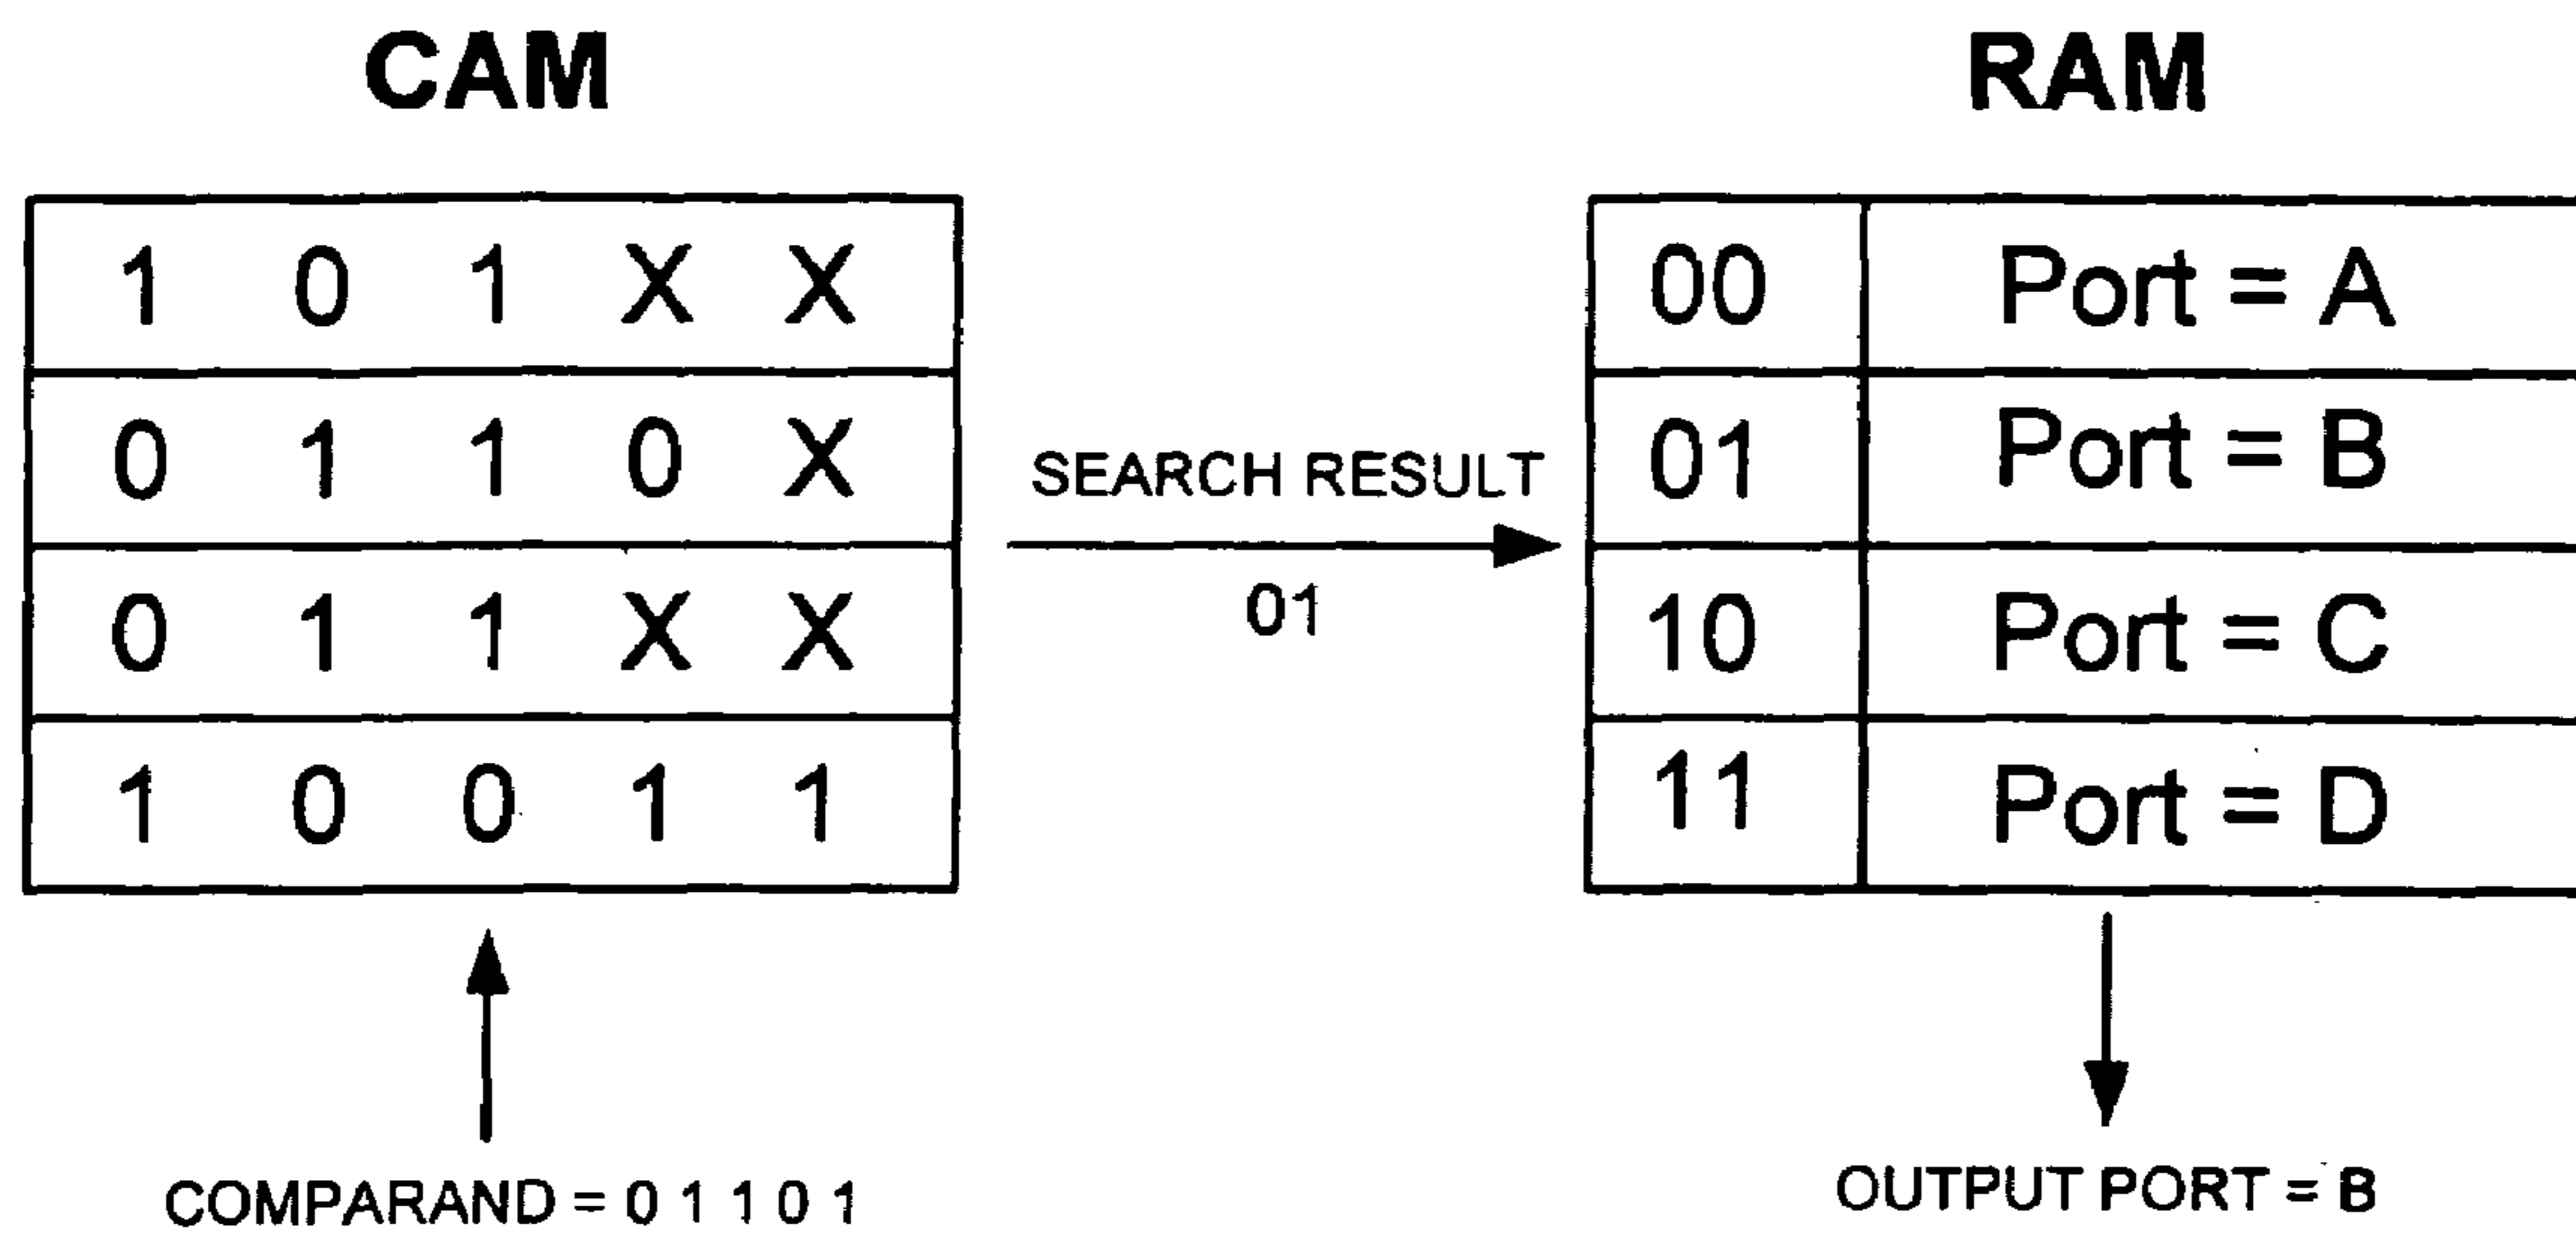 CAM
1 0 1 X X
0 1 1 0 X
0 1 1 X X
1 0 0 1 1
COMPARAND = 0 1 1 0 1
SEARCH RESULT
01
RAM
00 Port = A
01 Port = B
10 Port = C
11 Port = D
OUTPUT PORT = B